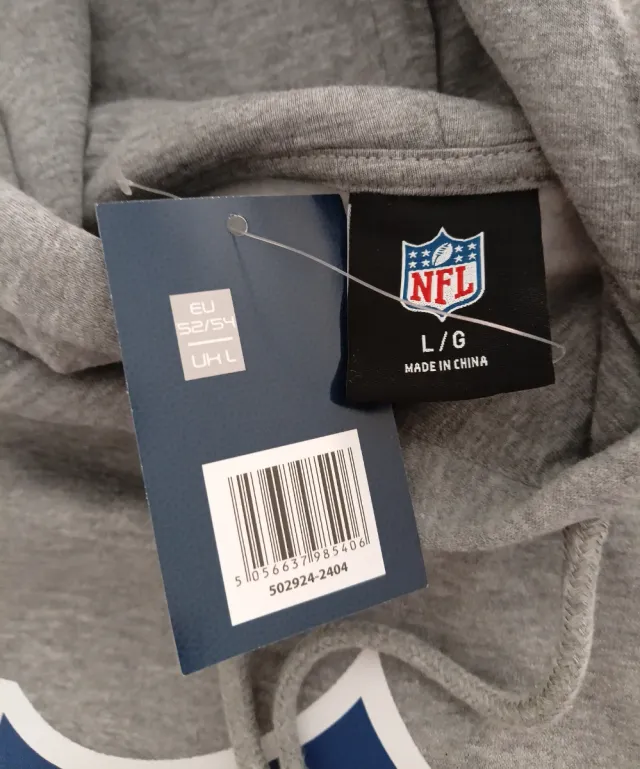 EU
52/54
UK L
NFL
L/G
MADE IN CHINA
5 056637 985406
502924-2404